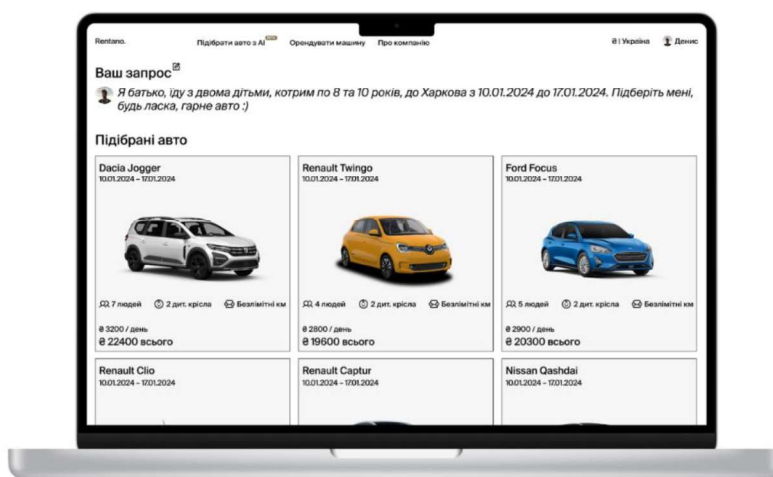 Rentano.
Підібрати авто з AI BETA
Орендувати машину
Про компанію
₴ | Україна
Денис
Ваш запрос
Я батько, їду з двома дітьми, котрим по 8 та 10 років, до Харкова з 10.01.2024 до 17.01.2024. Підберіть мені,
будь ласка, гарне авто :)
Підібрані авто
Dacia Jogger
10.01.2024 – 17.01.2024
7 людей
2 дит. крісла
Безлімітні км
₴ 3200 / день
₴ 22400 всього
Renault Twingo
10.01.2024 – 17.01.2024
4 людей
2 дит. крісла
Безлімітні км
₴ 2800 / день
₴ 19600 всього
Ford Focus
10.01.2024 – 17.01.2024
5 людей
2 дит. крісла
Безлімітні км
₴ 2900 / день
₴ 20300 всього
Renault Clio
10.01.2024 – 17.01.2024
Renault Captur
10.01.2024 – 17.01.2024
Nissan Qashdai
10.01.2024 – 17.01.2024